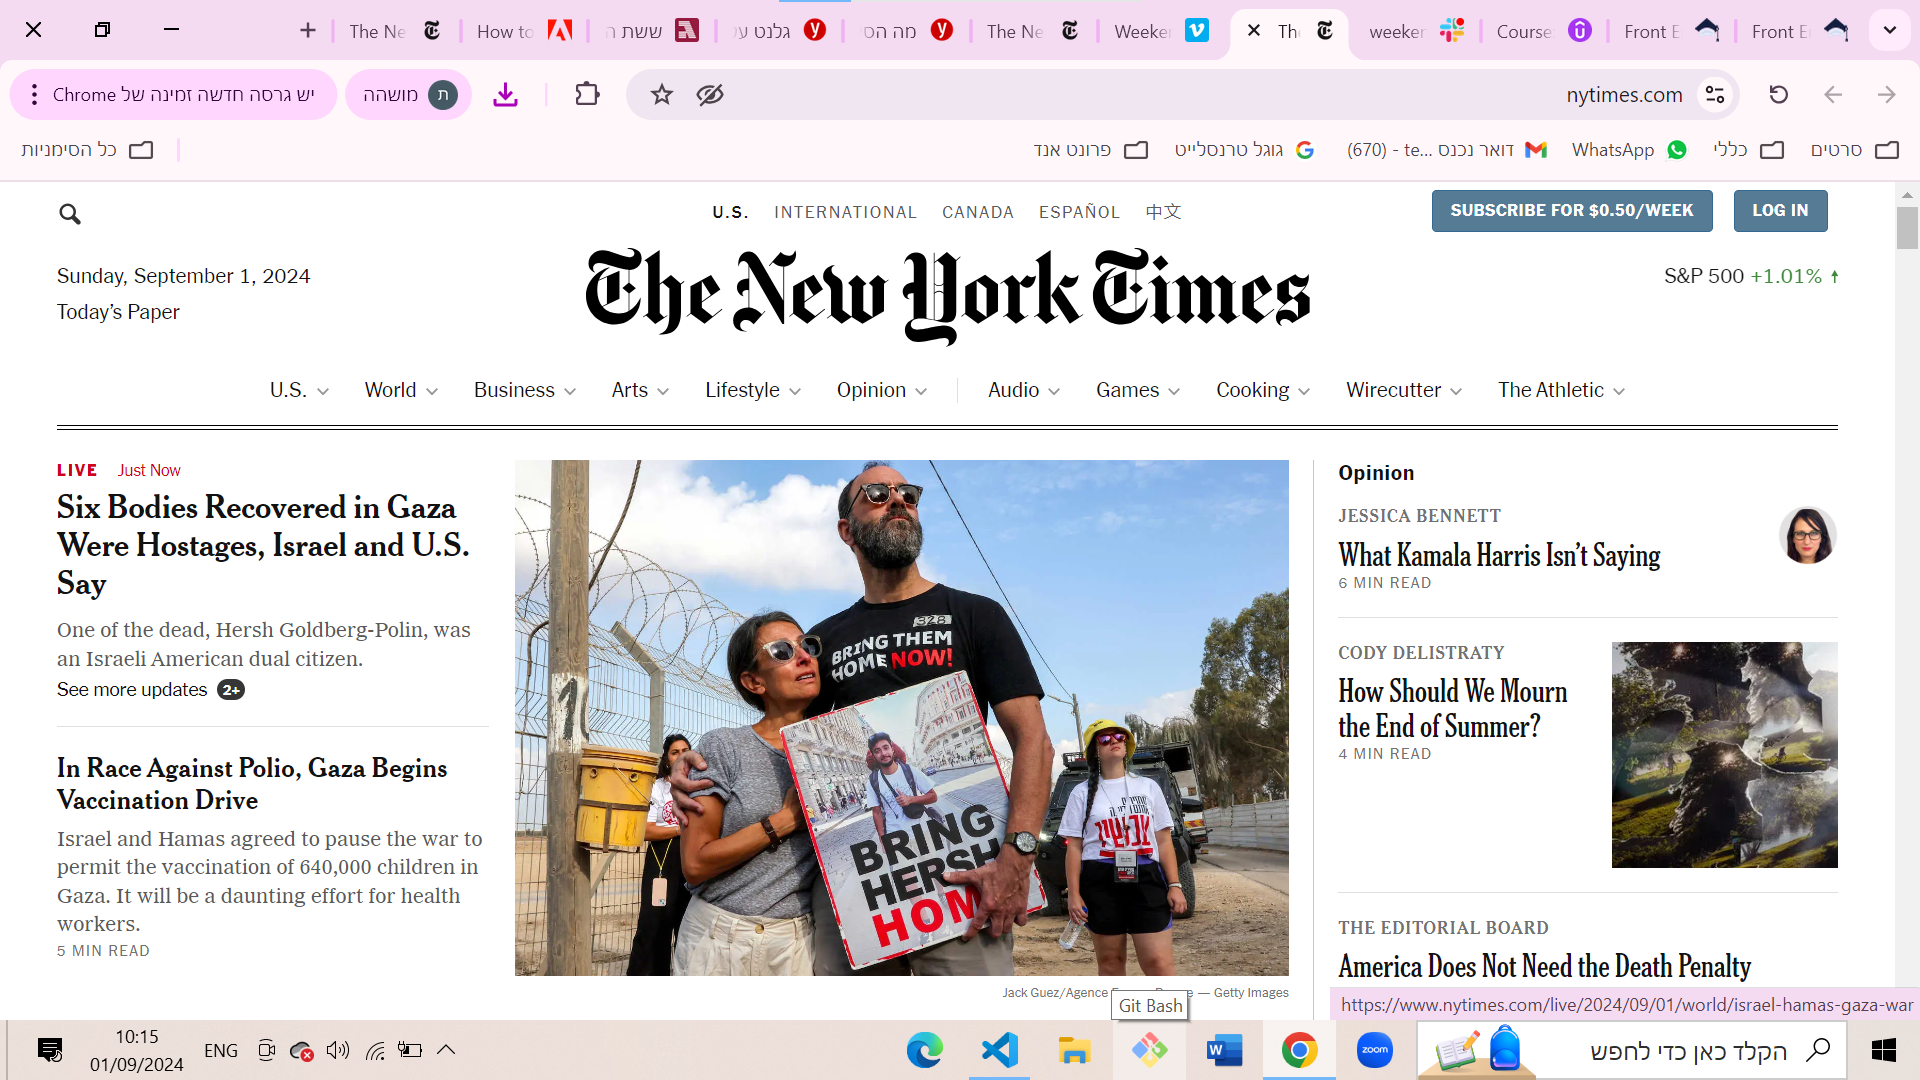 The Ne
How to
ששת ה
גלנט על
מה הסי
The Ne
Weeker
The
weeker
Course
Front E
Front E
יש גרסה חדשה זמינה של Chrome
מושהה
ת
nytimes.com
כל הסימניות
פרונט אנד
גוגל טרנסלייט
דואר נכנס (670) - te...
WhatsApp
כללי
סרטים
U.S. INTERNATIONAL CANADA ESPAÑOL 中文
SUBSCRIBE FOR $0.50/WEEK
LOG IN
Sunday, September 1, 2024
Today’s Paper
The New York Times
S&P 500 +1.01%
U.S. World Business Arts Lifestyle Opinion Audio Games Cooking Wirecutter The Athletic
LIVE Just Now
Six Bodies Recovered in Gaza
Were Hostages, Israel and U.S.
Say
One of the dead, Hersh Goldberg-Polin, was
an Israeli American dual citizen.
See more updates 2+
In Race Against Polio, Gaza Begins
Vaccination Drive
Israel and Hamas agreed to pause the war to
permit the vaccination of 640,000 children in
Gaza. It will be a daunting effort for health
workers.
5 MIN READ
328
BRING THEM
HOME NOW!
1
BRING
HERSH
HOM
עכשיו
Jack Guez/Agence — Getty Images
Git Bash
Opinion
JESSICA BENNETT
What Kamala Harris Isn’t Saying
6 MIN READ
CODY DELISTRATY
How Should We Mourn
the End of Summer?
4 MIN READ
THE EDITORIAL BOARD
America Does Not Need the Death Penalty
https://www.nytimes.com/live/2024/09/01/world/israel-hamas-gaza-war
10:15
01/09/2024
ENG
zoom
הקלד כאן כדי לחפש